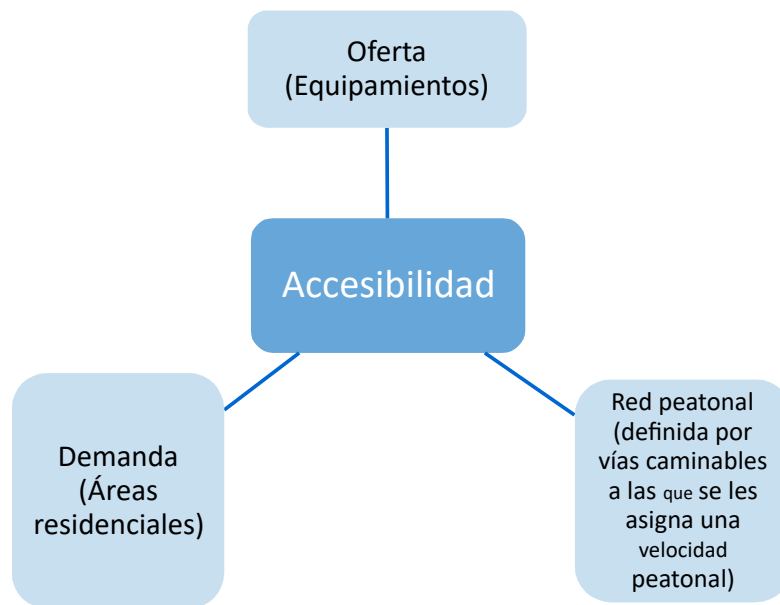 Oferta
(Equipamientos)
Accesibilidad
Demanda
(Áreas
residenciales)
Red peatonal
(definida por
vías caminables
a las que se les
asigna una
velocidad
peatonal)